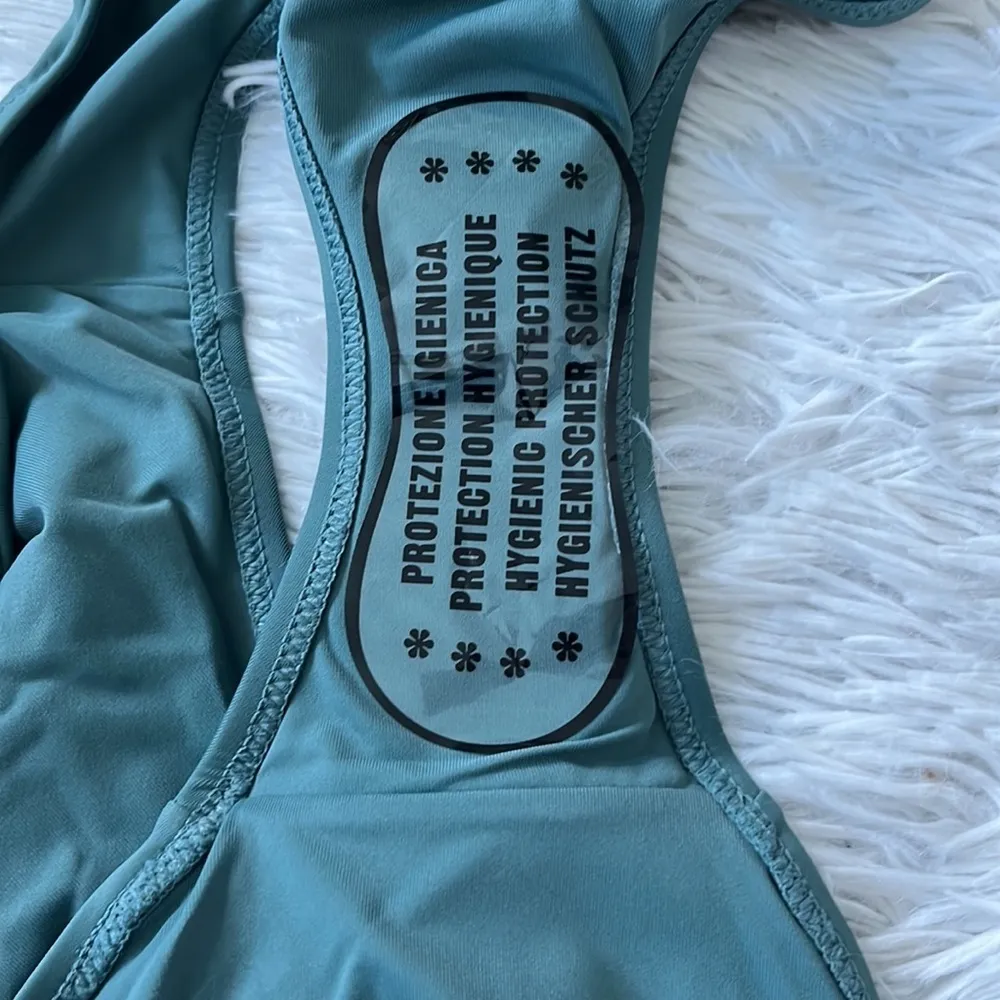 PROTEZIONE IGIENICA
PROTECTION HYGIENIQUE
HYGIENIC PROTECTION
HYGIENISCHER SCHUTZ